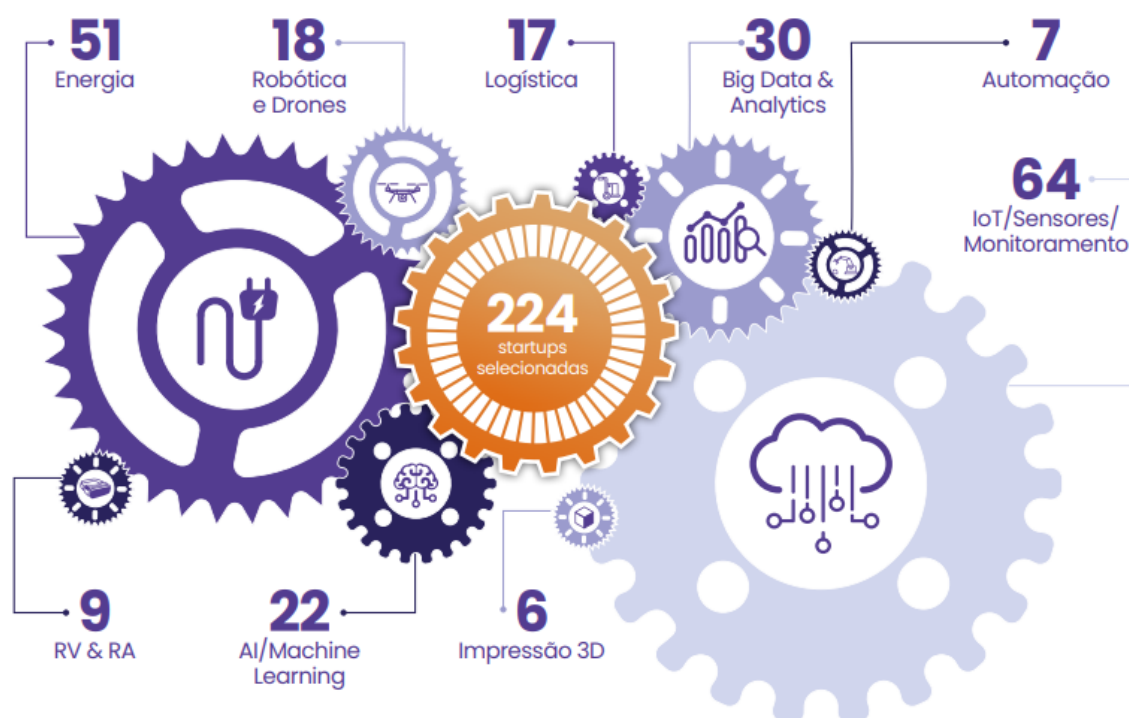 51
Energia
18
Robótica
e Drones
17
Logística
30
Big Data &
Analytics
7
Automação
64
IoT/Sensores/
Monitoramento
224
startups
selecionadas
9
RV & RA
22
AI/Machine
Learning
6
Impressão 3D